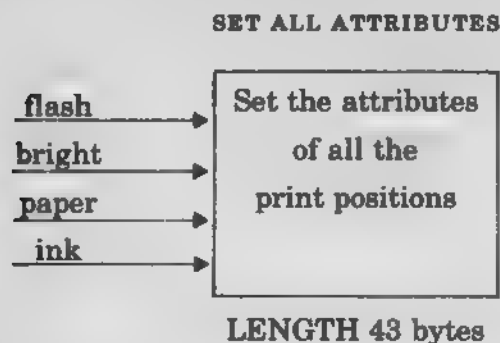 SET ALL ATTRIBUTES
flash
bright
paper
ink
Set the attributes
of all the
print positions
LENGTH 43 bytes